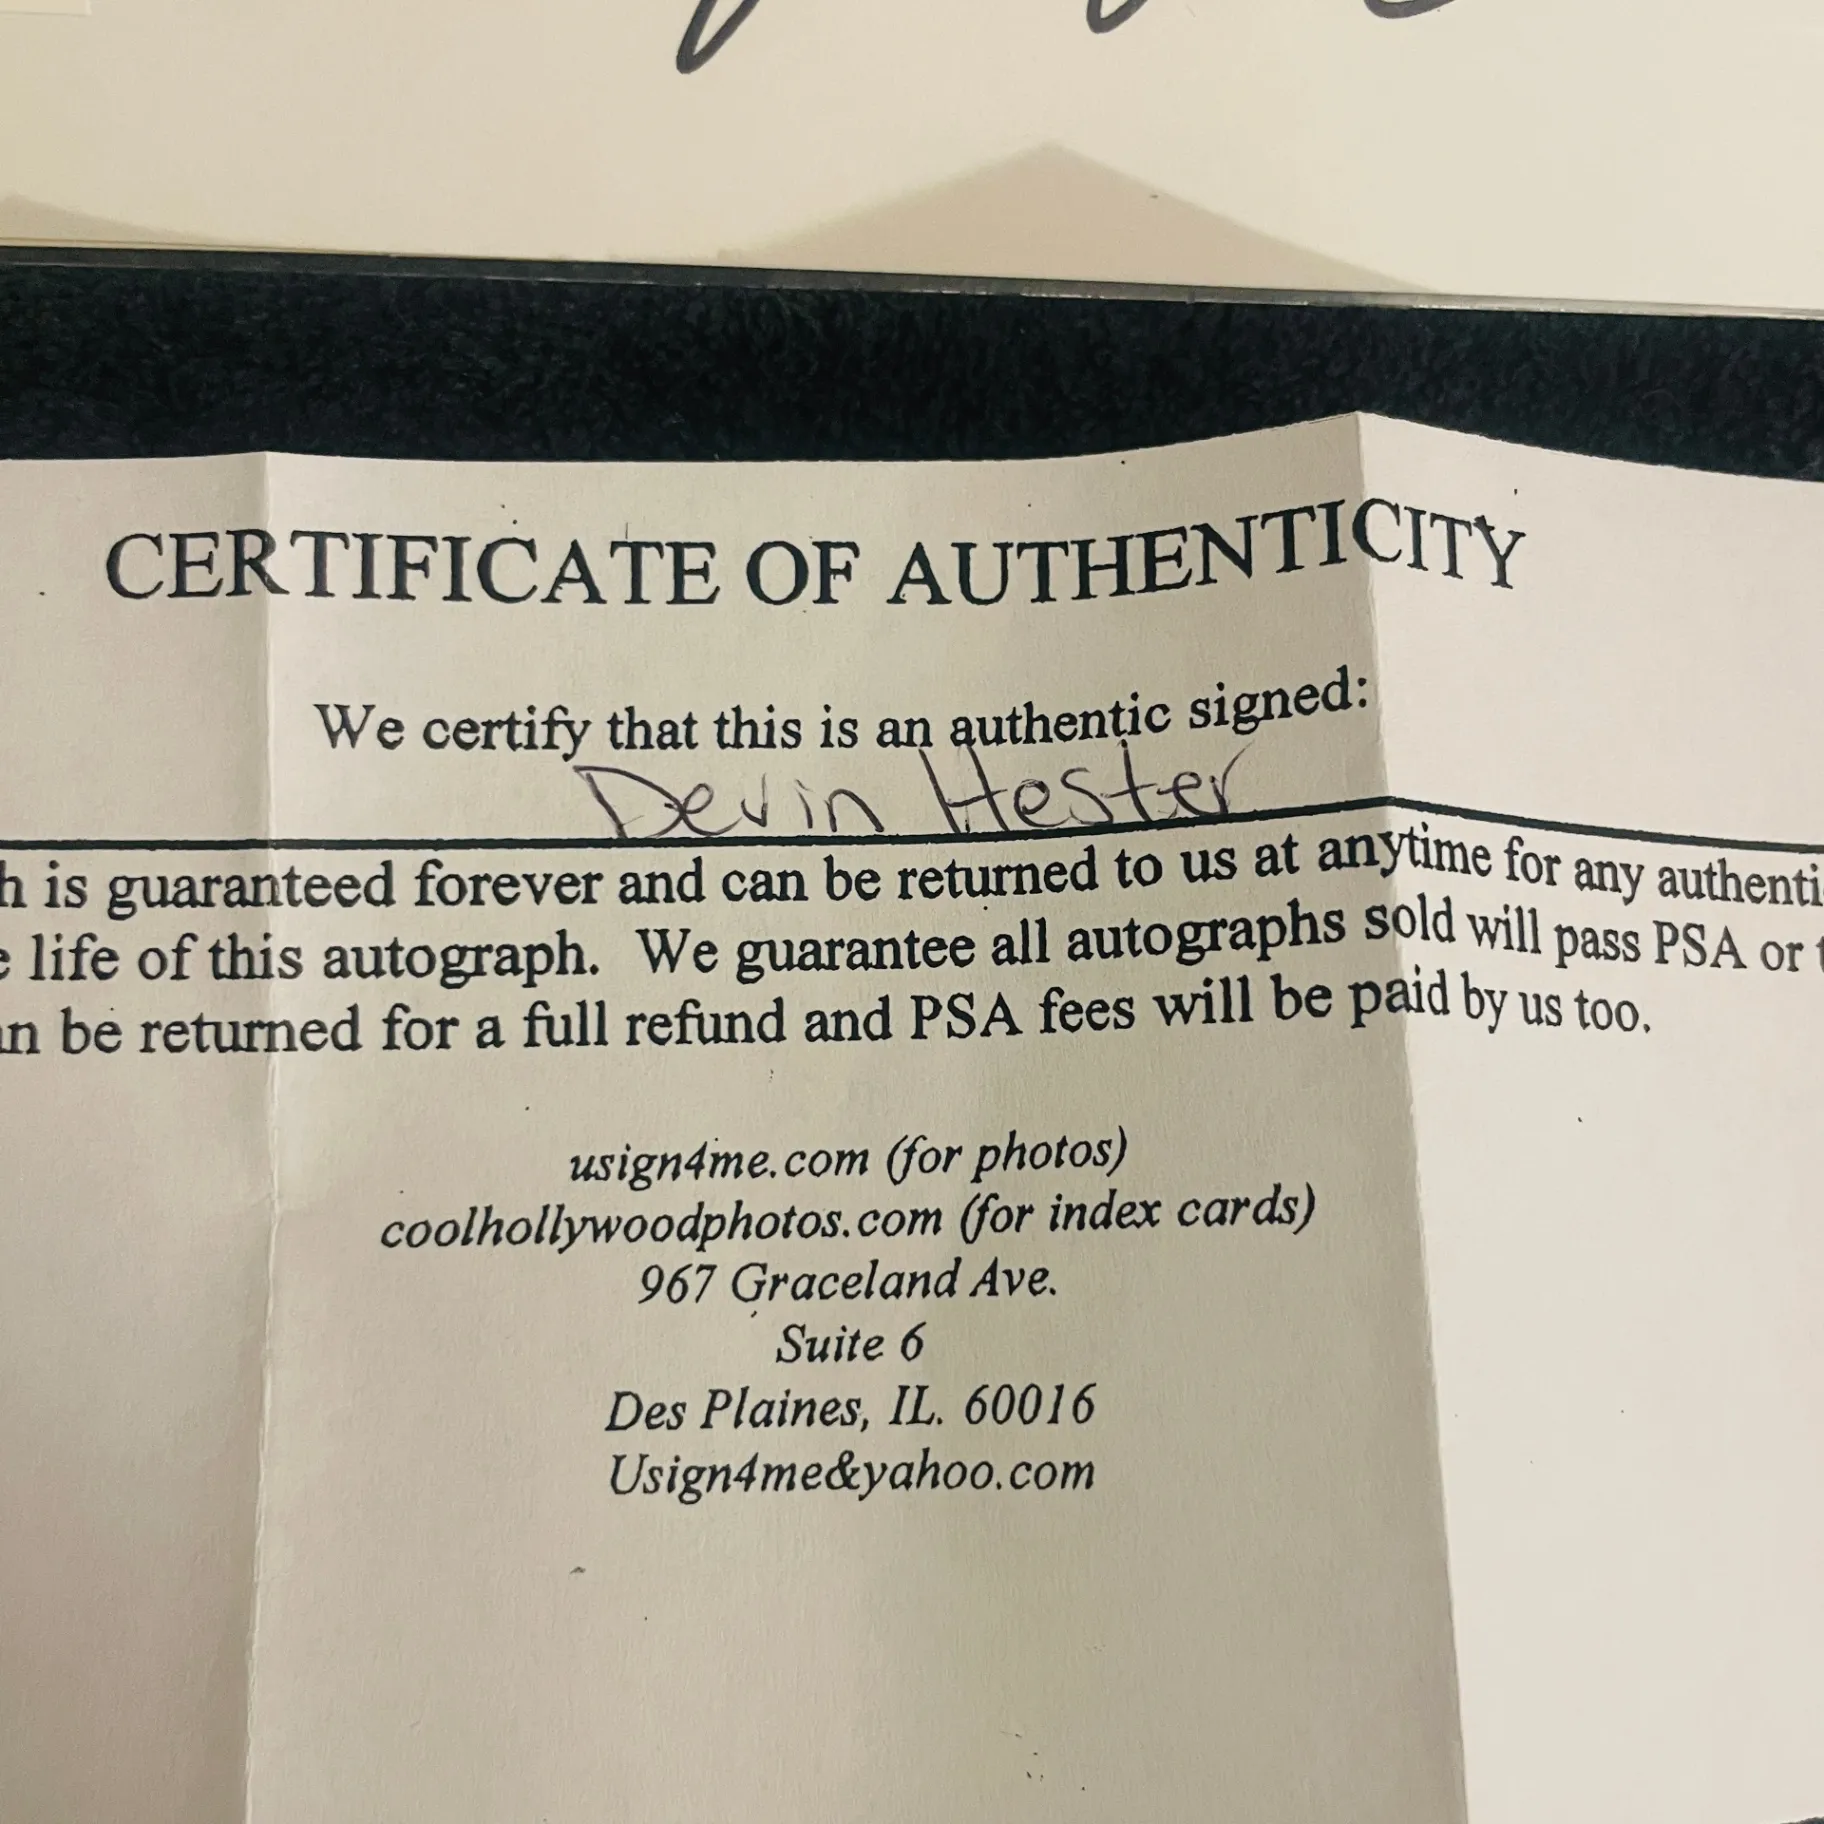 CERTIFICATE OF AUTHENTICITY
We certify that this is an authentic signed:
Devin Hester
h is guaranteed forever and can be returned to us at anytime for any authenti
e life of this autograph. We guarantee all autographs sold will pass PSA or t
n be returned for a full refund and PSA fees will be paid by us too.
usign4me.com (for photos)
coolhollywoodphotos.com (for index cards)
967 Graceland Ave.
Suite 6
Des Plaines, IL. 60016
Usign4me&yahoo.com